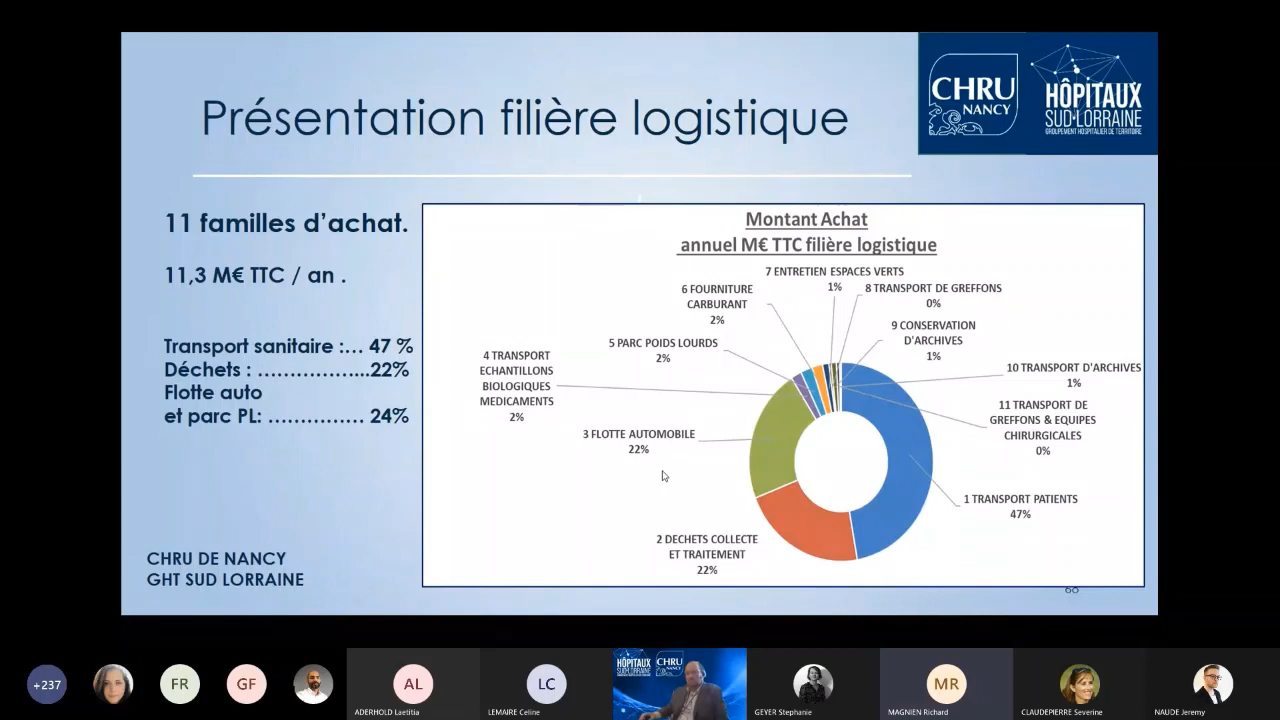 Présentation filière logistique
CHRU
NANCY
HÔPITAUX
SUD•LORRAINE
GROUPEMENT HOSPITALIER DE TERRITOIRE
11 familles d'achat.
11,3 M€ TTC / an .
Transport sanitaire :… 47 %
Déchets : ……………...22%
Flotte auto
et parc PL: …………… 24%
CHRU DE NANCY
GHT SUD LORRAINE
Montant Achat
annuel M€ TTC filière logistique
7 ENTRETIEN ESPACES VERTS
1%
8 TRANSPORT DE GREFFONS
0%
6 FOURNITURE
CARBURANT
2%
9 CONSERVATION
D'ARCHIVES
1%
5 PARC POIDS LOURDS
2%
4 TRANSPORT
ECHANTILLONS
BIOLOGIQUES
MEDICAMENTS
2%
10 TRANSPORT D'ARCHIVES
1%
11 TRANSPORT DE
GREFFONS & EQUIPES
CHIRURGICALES
0%
3 FLOTTE AUTOMOBILE
22%
1 TRANSPORT PATIENTS
47%
2 DECHETS COLLECTE
ET TRAITEMENT
22%
+237
FR
GF
AL
ADERHOLD Laetitia
LC
LEMAIRE Celine
HÔPITAUX
SUD•LORRAINE
CHRU
NANCY
GEYER Stephanie
MR
MAGNIEN Richard
CLAUDEPIERRE Severine
NAUDE Jeremy